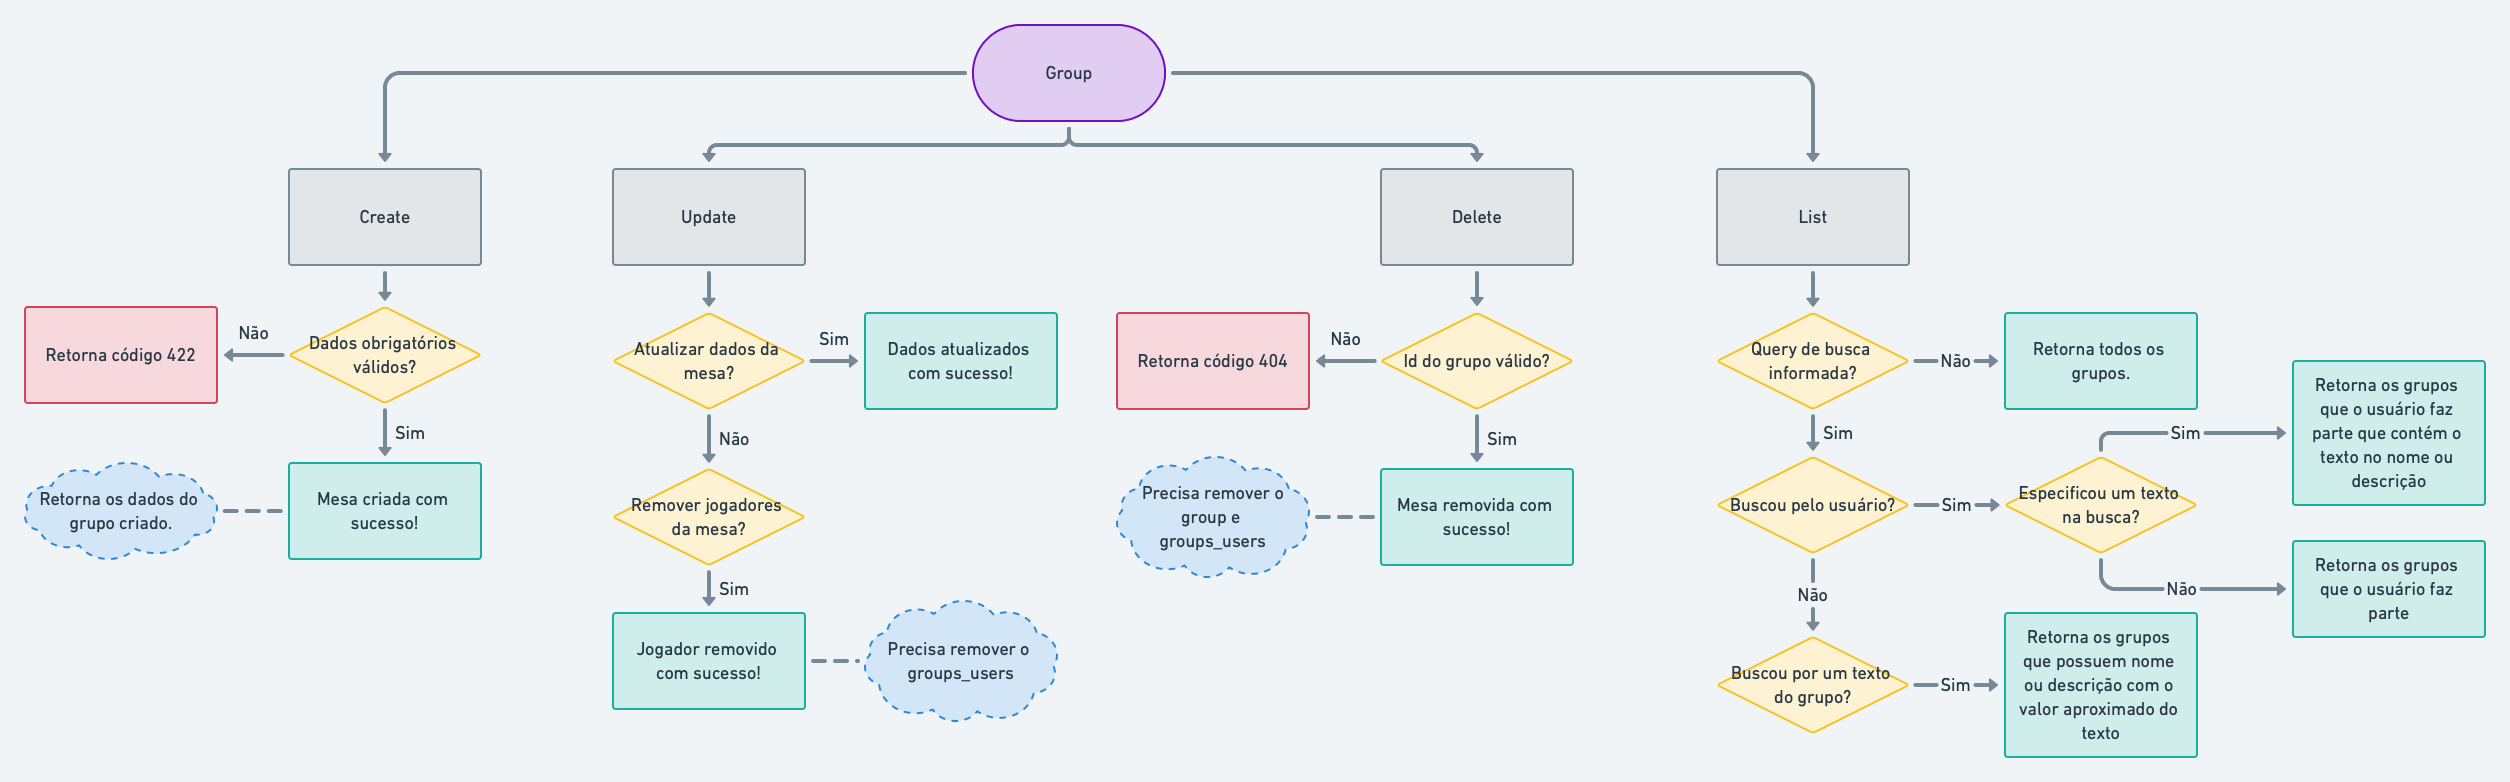 Group
Create
Update
Delete
List
Retorna código 422
Não
Dados obrigatórios
válidos?
Sim
Retorna os dados do
grupo criado.
Mesa criada com
sucesso!
Atualizar dados da
mesa?
Sim
Dados atualizados
com sucesso!
Não
Remover jogadores
da mesa?
Sim
Jogador removido
com sucesso!
Precisa remover o
groups_users
Retorna código 404
Não
Id do grupo válido?
Sim
Precisa remover o
group e
groups_users
Mesa removida com
sucesso!
Query de busca
informada?
Não
Retorna todos os
grupos.
Sim
Buscou pelo usuário?
Sim
Especificou um texto
na busca?
Sim
Retorna os grupos
que o usuário faz
parte que contém o
texto no nome ou
descrição
Não
Retorna os grupos
que o usuário faz
parte
Não
Buscou por um texto
do grupo?
Sim
Retorna os grupos
que possuem nome
ou descrição com o
valor aproximado do
texto